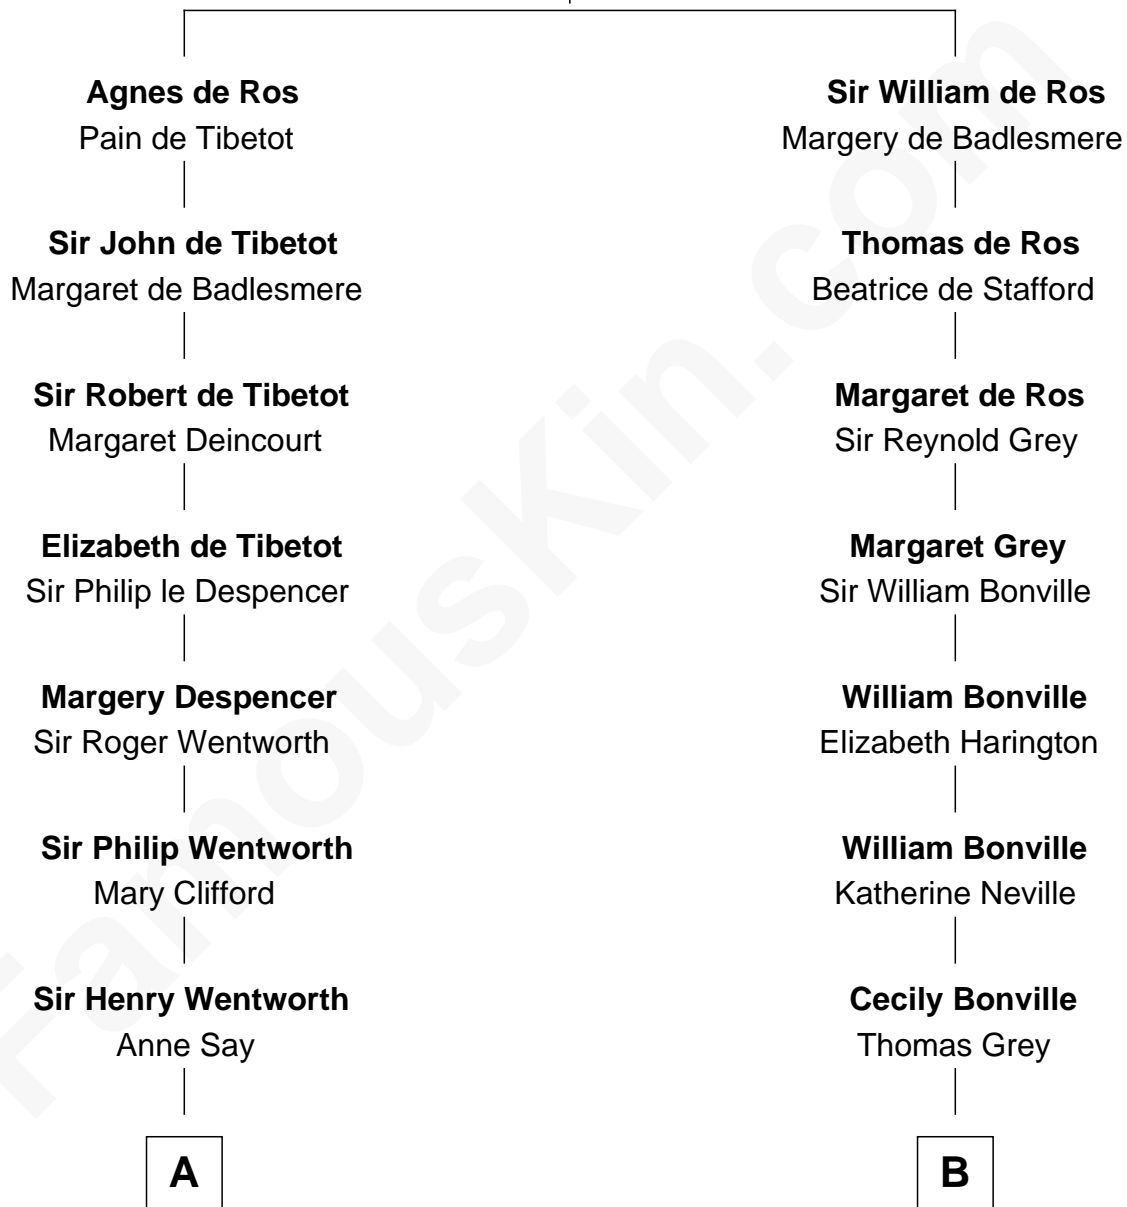 Agnes de Ros
Pain de Tibetot
Sir William de Ros
Margery de Badlesmere
Sir John de Tibetot
Margaret de Badlesmere
Thomas de Ros
Beatrice de Stafford
Sir Robert de Tibetot
Margaret Deincourt
Margaret de Ros
Sir Reynold Grey
Elizabeth de Tibetot
Sir Philip le Despencer
Margaret Grey
Sir William Bonville
Margery Despencer
Sir Roger Wentworth
William Bonville
Elizabeth Harington
Sir Philip Wentworth
Mary Clifford
William Bonville
Katherine Neville
Sir Henry Wentworth
Anne Say
Cecily Bonville
Thomas Grey
A
B
FamousKin.com